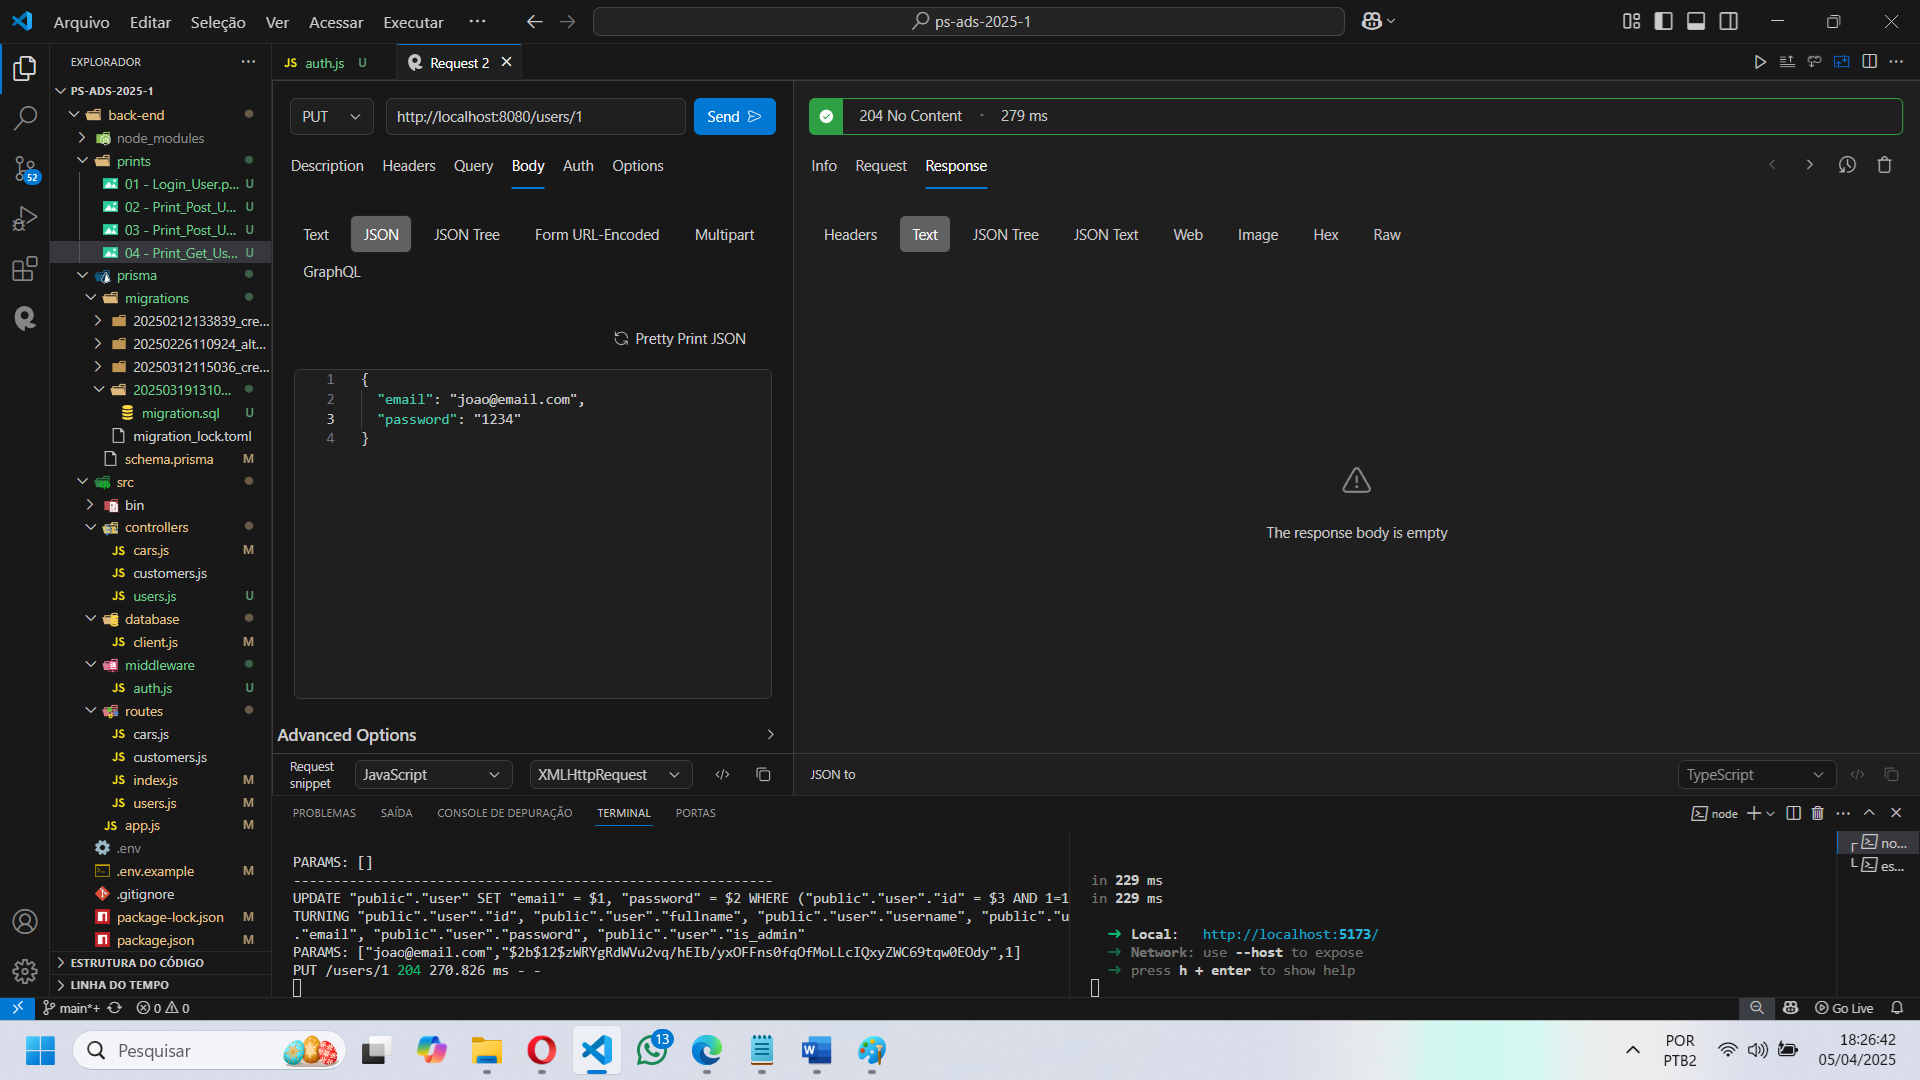 Arquivo Editar Seleção Ver Acessar Executar ···
ps-ads-2025-1
EXPLORADOR
PS-ADS-2025-1
back-end
node_modules
prints
01 - Login_User.p... U
02 - Print_Post_U... U
03 - Print_Post_U... U
04 - Print_Get_Us... U
prisma
migrations
20250212133839_cre...
20250226110924_alt...
20250312115036_cre...
202503191310...
migration.sql U
migration_lock.toml
schema.prisma M
src
bin
controllers
JS cars.js M
JS customers.js
JS users.js U
database
JS client.js M
middleware
JS auth.js U
routes
JS cars.js
JS customers.js
JS index.js M
JS users.js M
JS app.js M
.env
.env.example M
.gitignore
package-lock.json M
package.json M
ESTRUTURA DO CÓDIGO
LINHA DO TEMPO
52
JS auth.js U
Request 2
PUT
http://localhost:8080/users/1
Send
Description Headers Query Body Auth Options
Text JSON JSON Tree Form URL-Encoded Multipart
GraphQL
Pretty Print JSON
1 {
2 "email": "joao@email.com",
3 "password": "1234"
4 }
Advanced Options
Request snippet
JavaScript
XMLHttpRequest
204 No Content · 279 ms
Info Request Response
Headers Text JSON Tree JSON Text Web Image Hex Raw
The response body is empty
JSON to
TypeScript
PROBLEMAS SAÍDA CONSOLE DE DEPURAÇÃO TERMINAL PORTAS
node
PARAMS: []
------------------------------------------------------------
UPDATE "public"."user" SET "email" = $1, "password" = $2 WHERE ("public"."user"."id" = $3 AND 1=1
TURNING "public"."user"."id", "public"."user"."fullname", "public"."user"."username", "public"."u
."email", "public"."user"."password", "public"."user"."is_admin"
PARAMS: ["joao@email.com","$2b$12$zWRYgRdWVu2vq/hEIb/yxOFFns0fqOfMoLLcIQxyZWC69tqw0EOdy",1]
PUT /users/1 204 270.826 ms - -
in 229 ms
in 229 ms
➜ Local: http://localhost:5173/
➜ Network: use --host to expose
➜ press h + enter to show help
no...
es...
main*+
0 0
Go Live
Pesquisar
13
POR
PTB2
18:26:42
05/04/2025